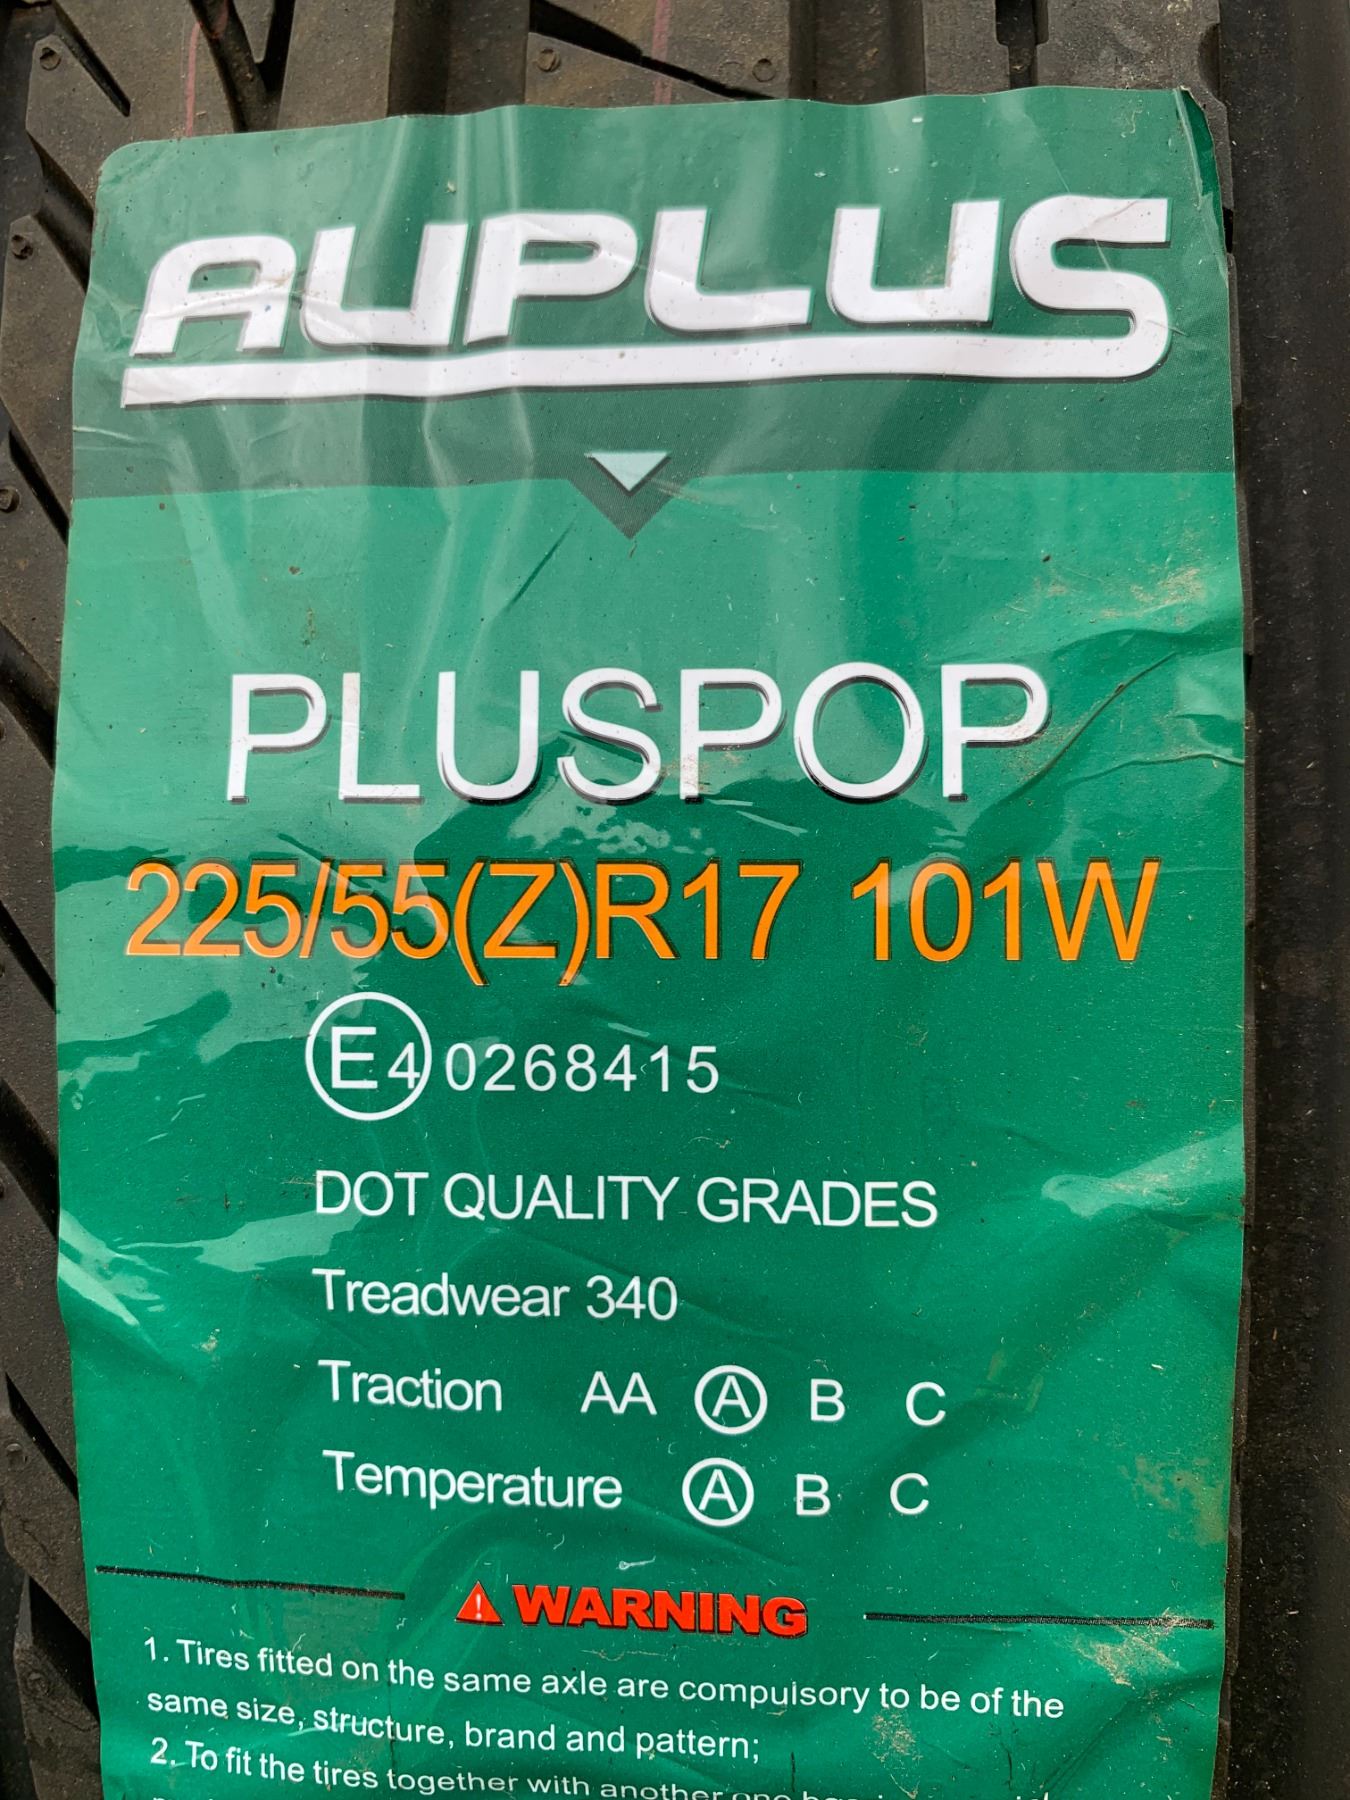 AUPLUS
PLUSPOP
225/55(Z)R17 101W
E4 0268415
DOT QUALITY GRADES
Treadwear 340
Traction AA A B C
Temperature A B C
WARNING
1. Tires fitted on the same axle are compulsory to be of the
same size, structure, brand and pattern;
2. To fit the tires together with another one